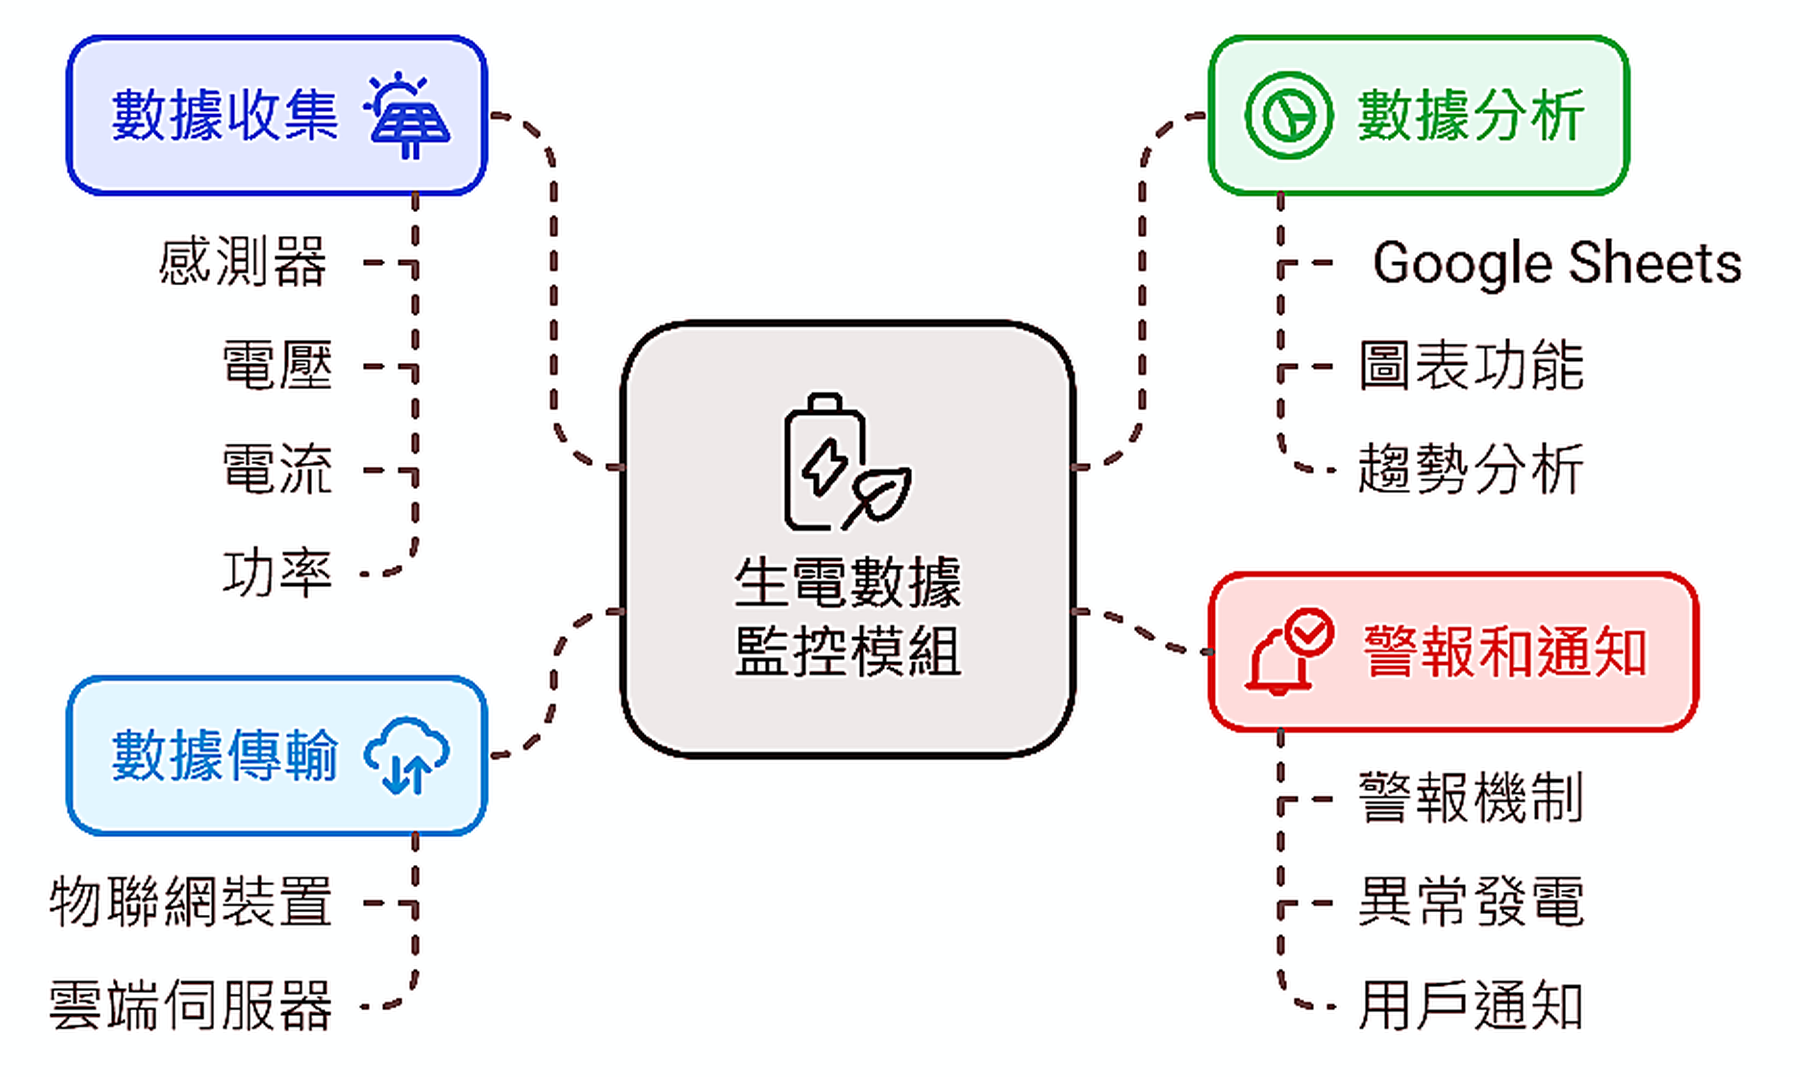 數據收集
感測器
電壓
電流
功率
數據傳輸
物聯網裝置
雲端伺服器
生電數據
監控模組
數據分析
Google Sheets
圖表功能
趨勢分析
警報和通知
警報機制
異常發電
用戶通知